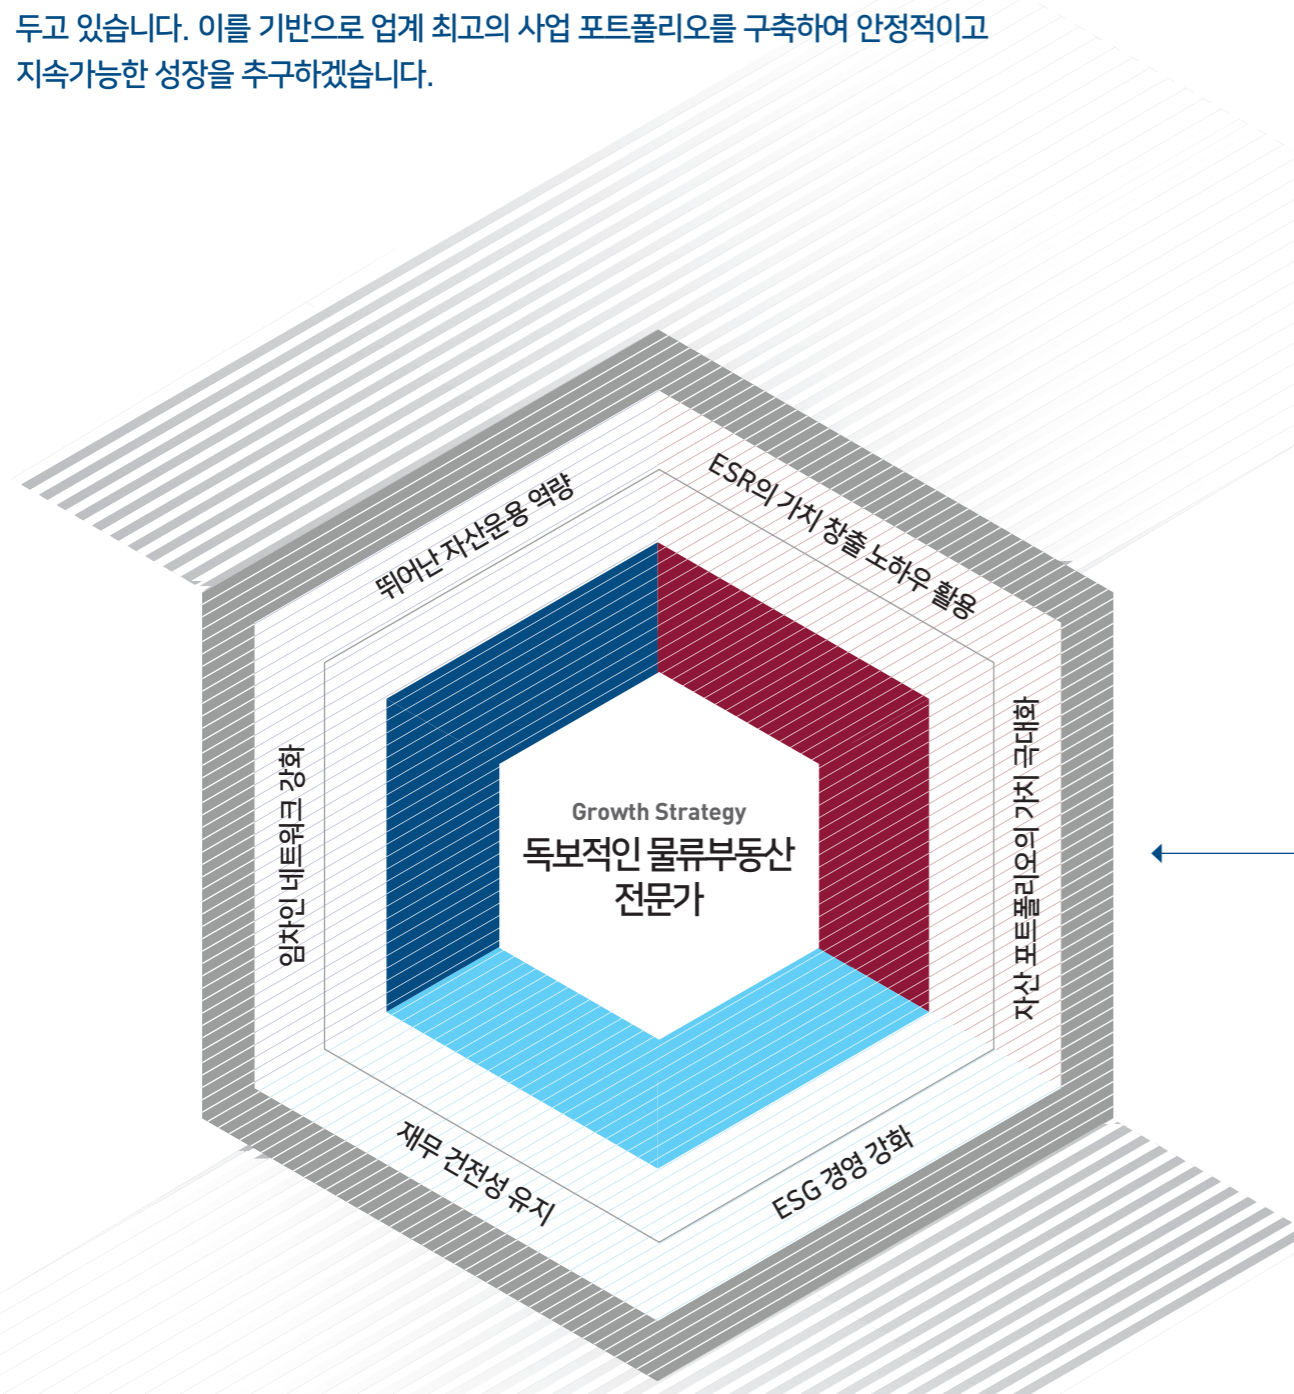 두고 있습니다. 이를 기반으로 업계 최고의 사업 포트폴리오를 구축하여 안정적이고
지속가능한 성장을 추구하겠습니다.
뛰어난 자산운용 역량
ESR의 가치 창출 노하우 활용
임차인 네트워크 강화
Growth Strategy
독보적인 물류부동산
전문가
자산 포트폴리오의 가치 극대화
재무 건전성 유지
ESG 경영 강화